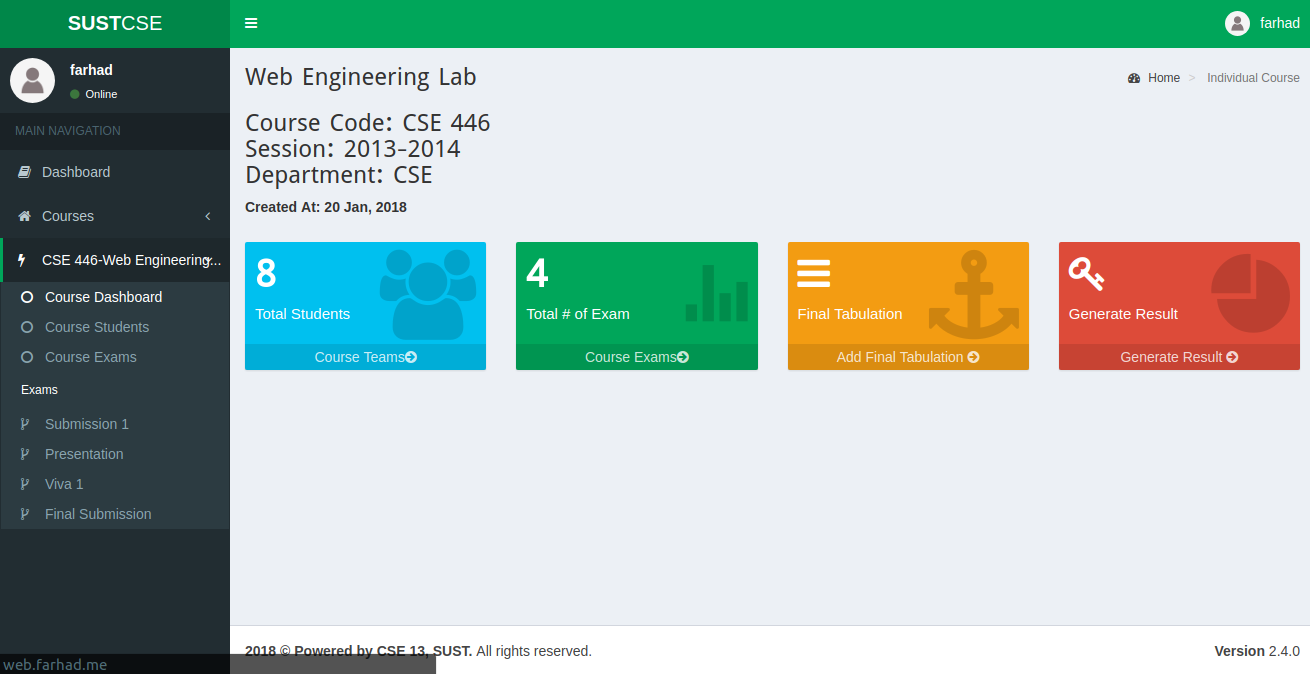 SUSTCSE
farhad
farhad
Online
MAIN NAVIGATION
Dashboard
Courses
CSE 446-Web Engineering...
Course Dashboard
Course Students
Course Exams
Exams
Submission 1
Presentation
Viva 1
Final Submission
Web Engineering Lab
Home > Individual Course
Course Code: CSE 446
Session: 2013-2014
Department: CSE
Created At: 20 Jan, 2018
8
Total Students
Course Teams
4
Total # of Exam
Course Exams
Final Tabulation
Add Final Tabulation
Generate Result
Generate Result
2018 © Powered by CSE 13, SUST. All rights reserved.
Version 2.4.0
web.farhad.me